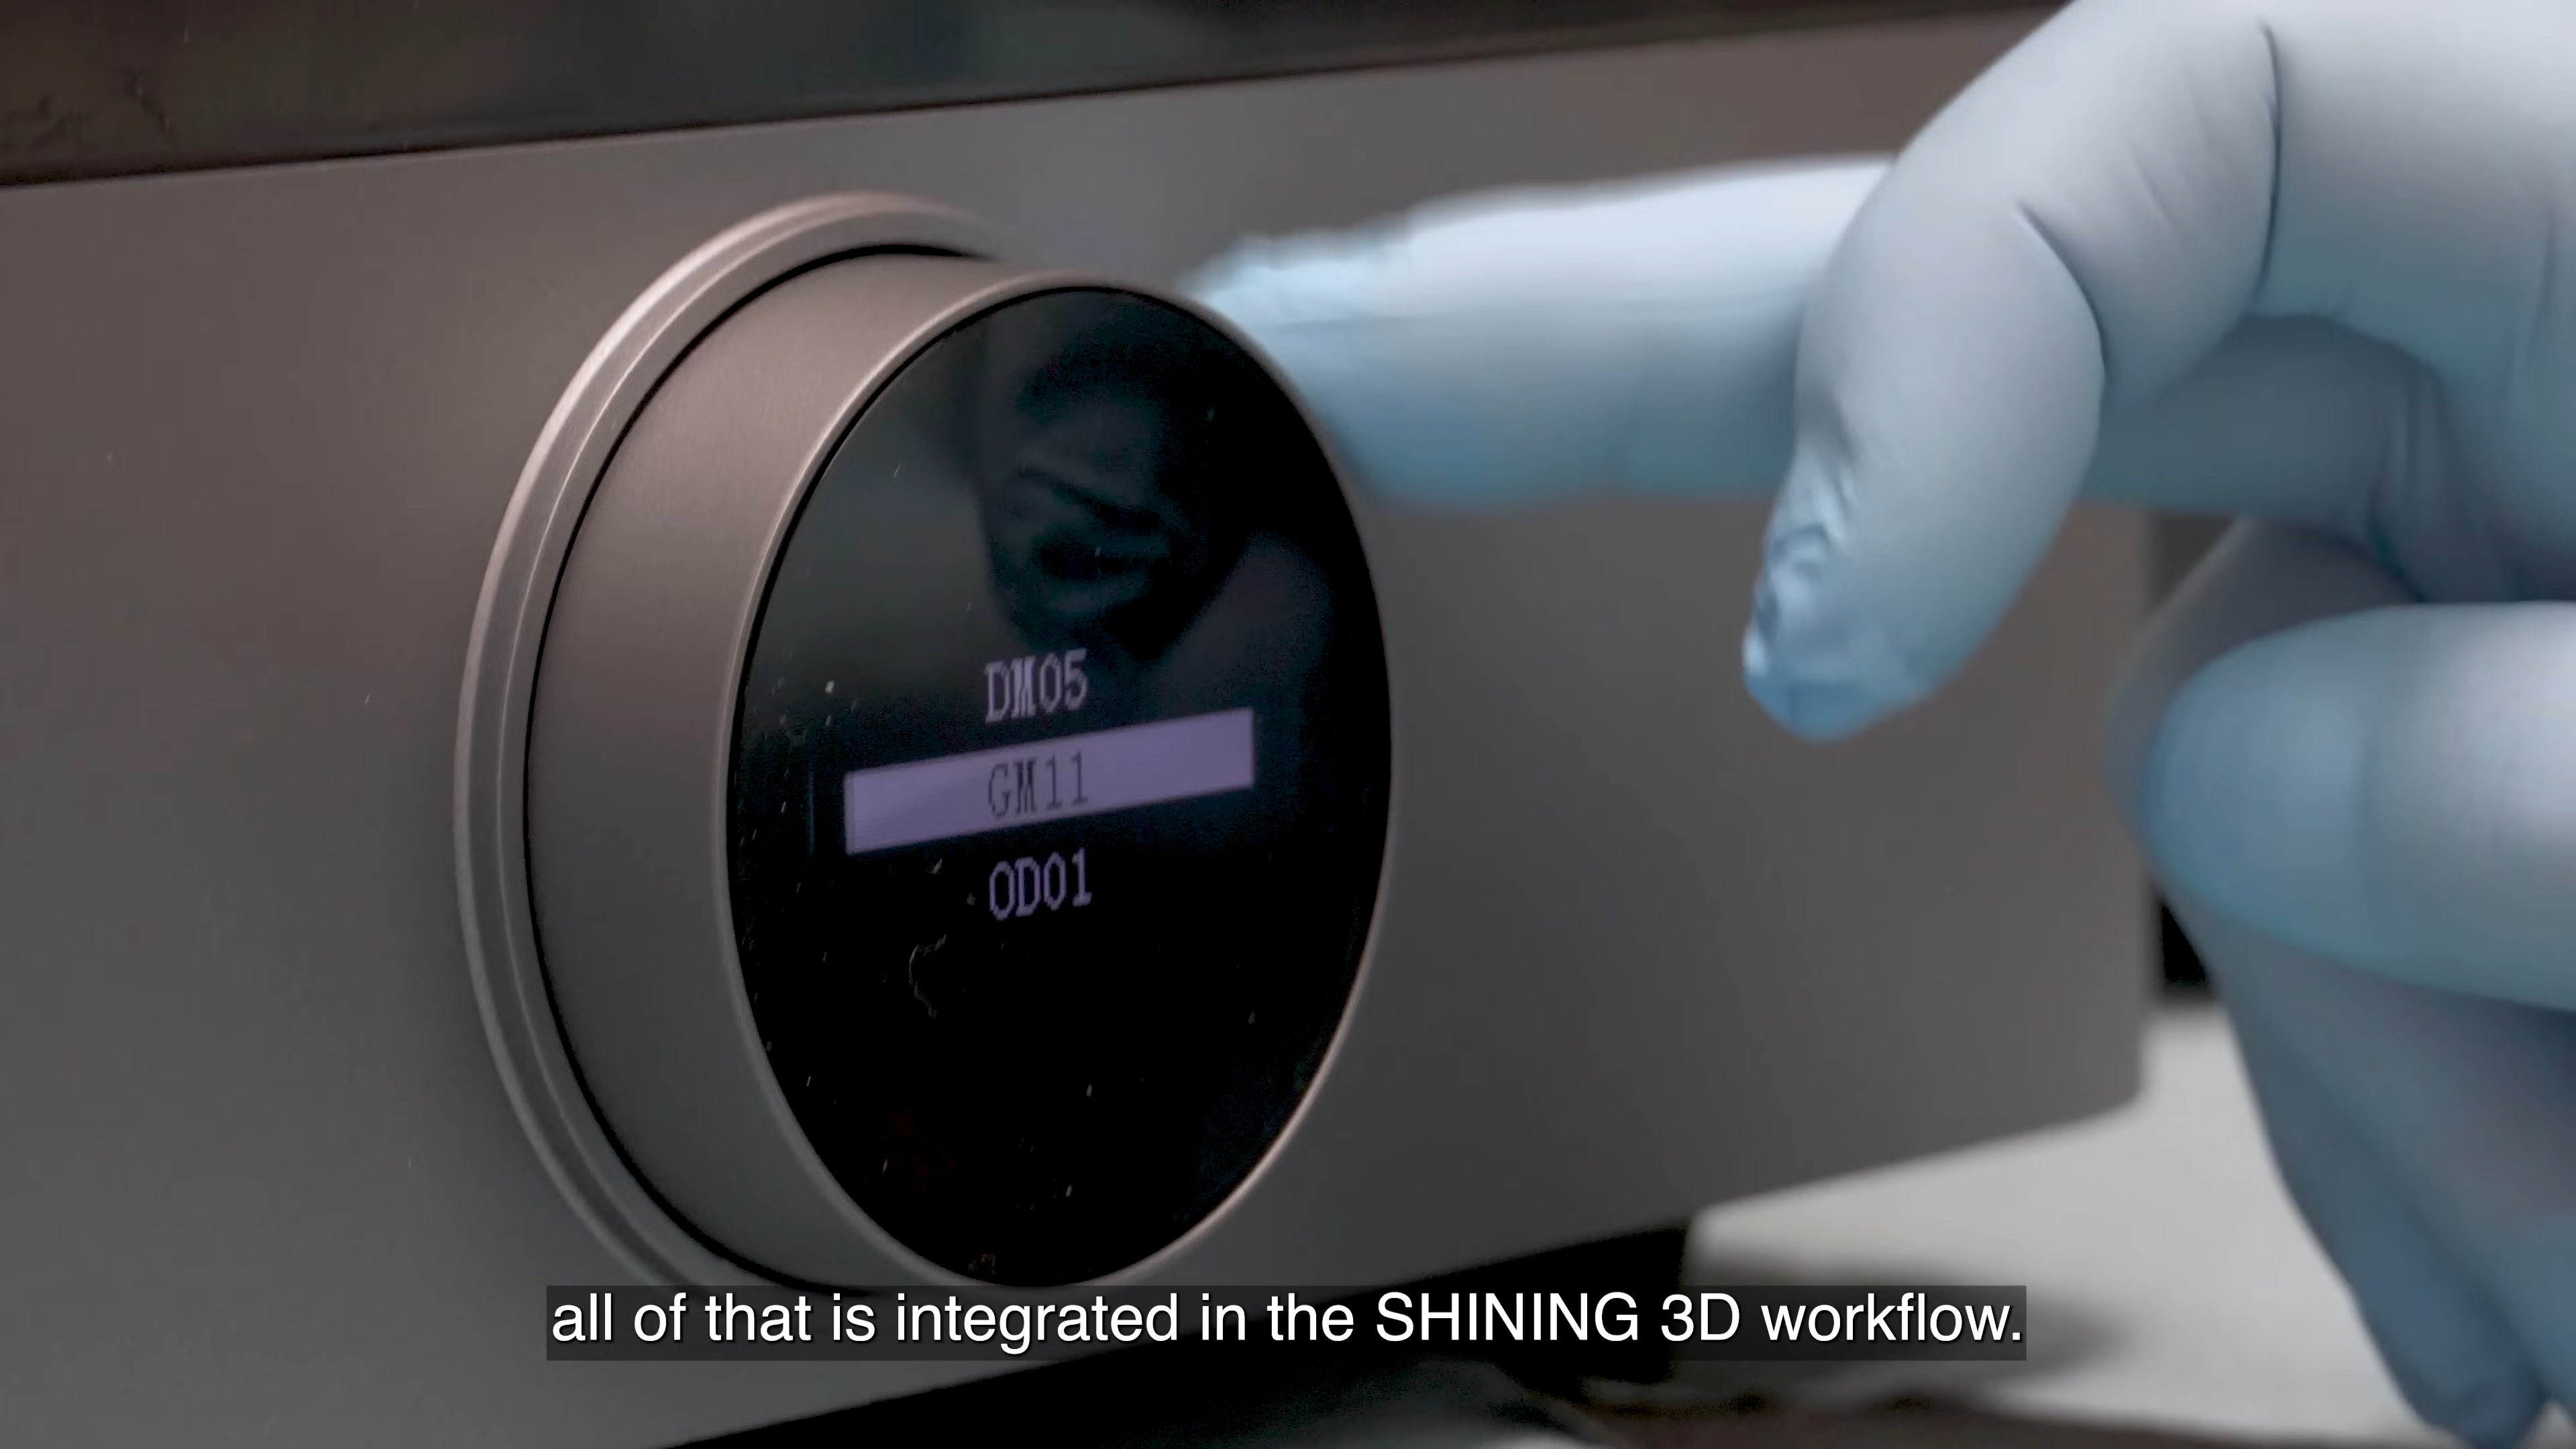 DM05
GM11
OD01
all of that is integrated in the SHINING 3D workflow.